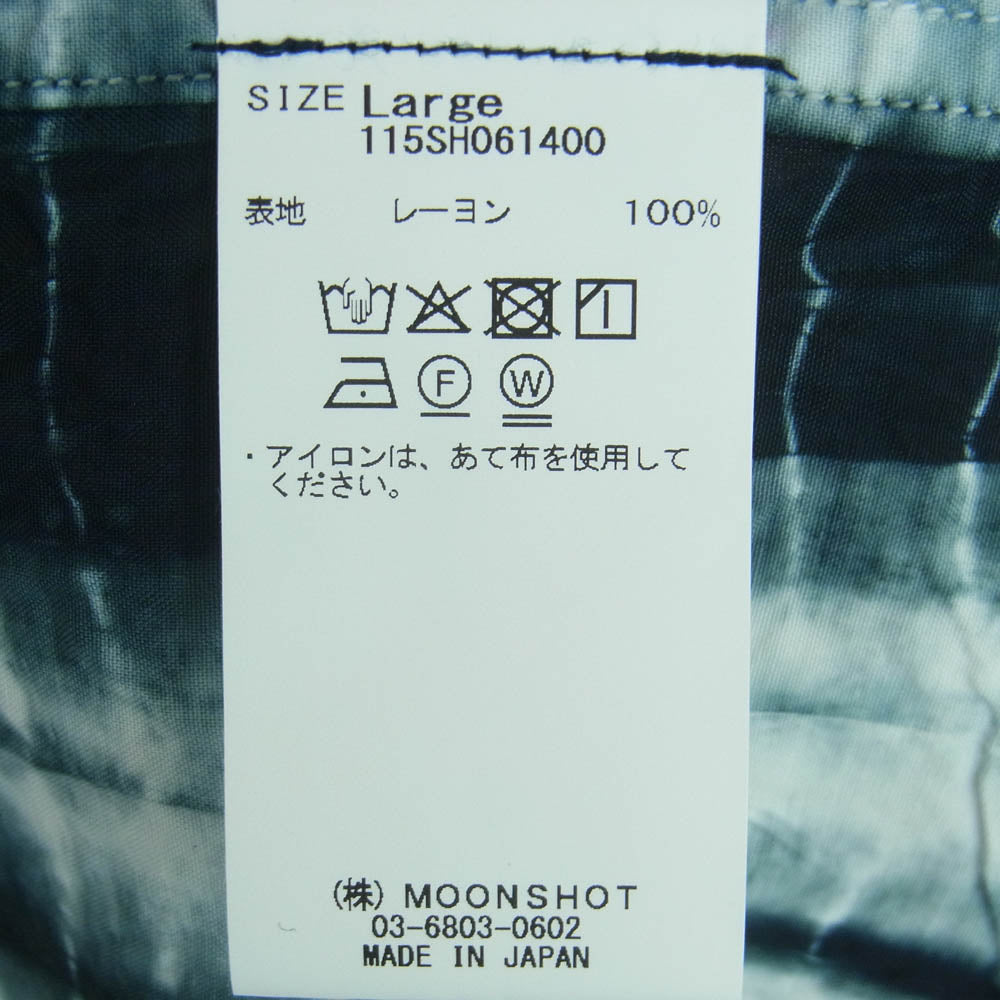 SIZE Large
115SH061400
表地 レーヨン 100%
F W
・アイロンは、あて布を使用して
ください。
(株) MOONSHOT
03-6803-0602
MADE IN JAPAN